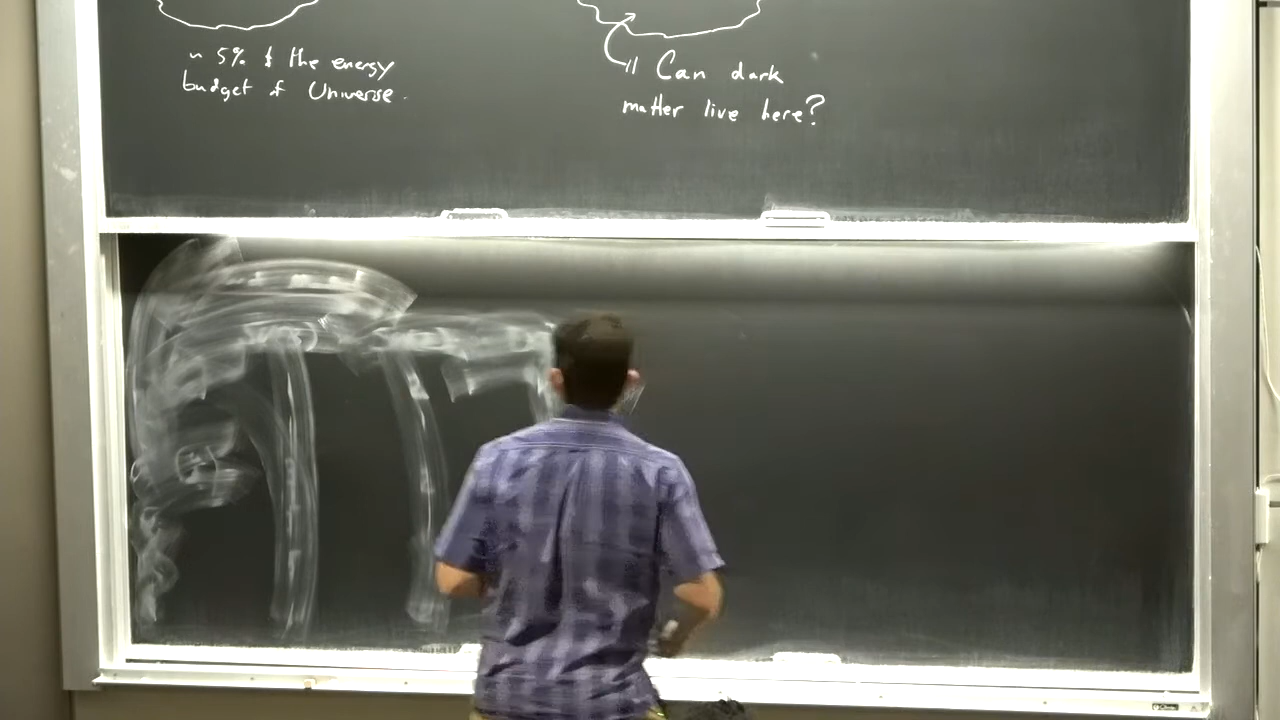 ~ 5% of the energy
budget of Universe.
Can dark
matter live here?